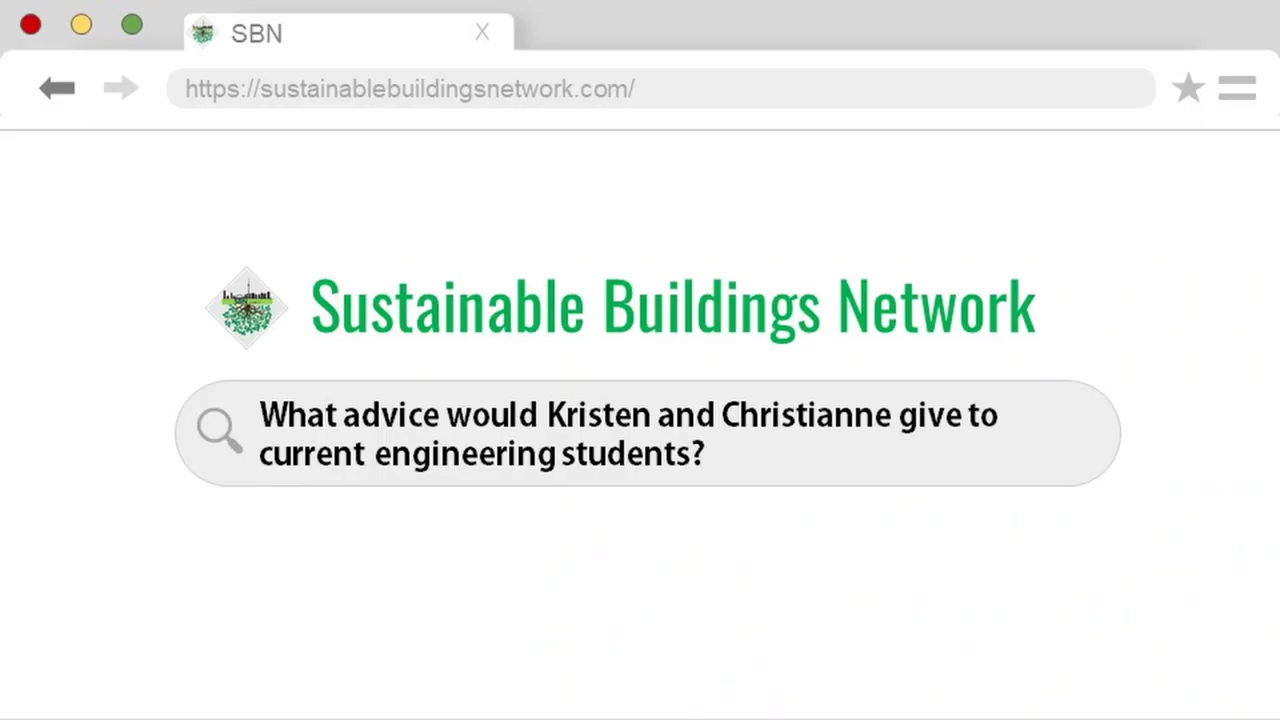 SBN
X
https://sustainablebuildingsnetwork.com/
Sustainable Buildings Network
What advice would Kristen and Christianne give to
current engineering students?